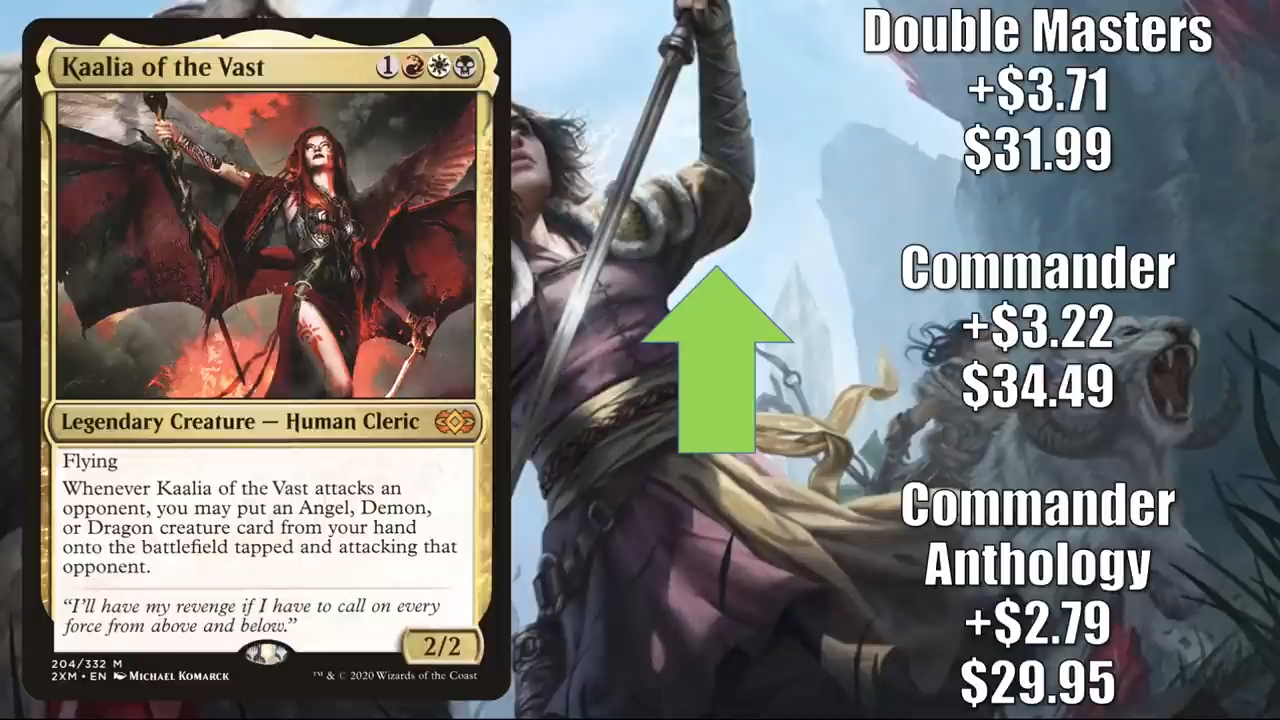 Kaalia of the Vast
1
Legendary Creature — Human Cleric
Flying
Whenever Kaalia of the Vast attacks an
opponent, you may put an Angel, Demon,
or Dragon creature card from your hand
onto the battlefield tapped and attacking that
opponent.
“I’ll have my revenge if I have to call on every
force from above and below.”
2/2
204/332 M
2XM • EN Michael Komarck
™ & © 2020 Wizards of the Coast
Double Masters
+$3.71
$31.99
Commander
+$3.22
$34.49
Commander
Anthology
+$2.79
$29.95